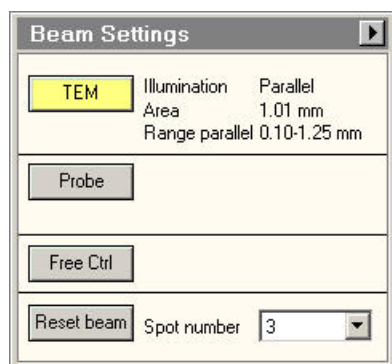 Beam Settings
TEM Illumination Parallel
Area 1.01 mm
Range parallel 0.10-1.25 mm
Probe
Free Ctrl
Reset beam Spot number 3